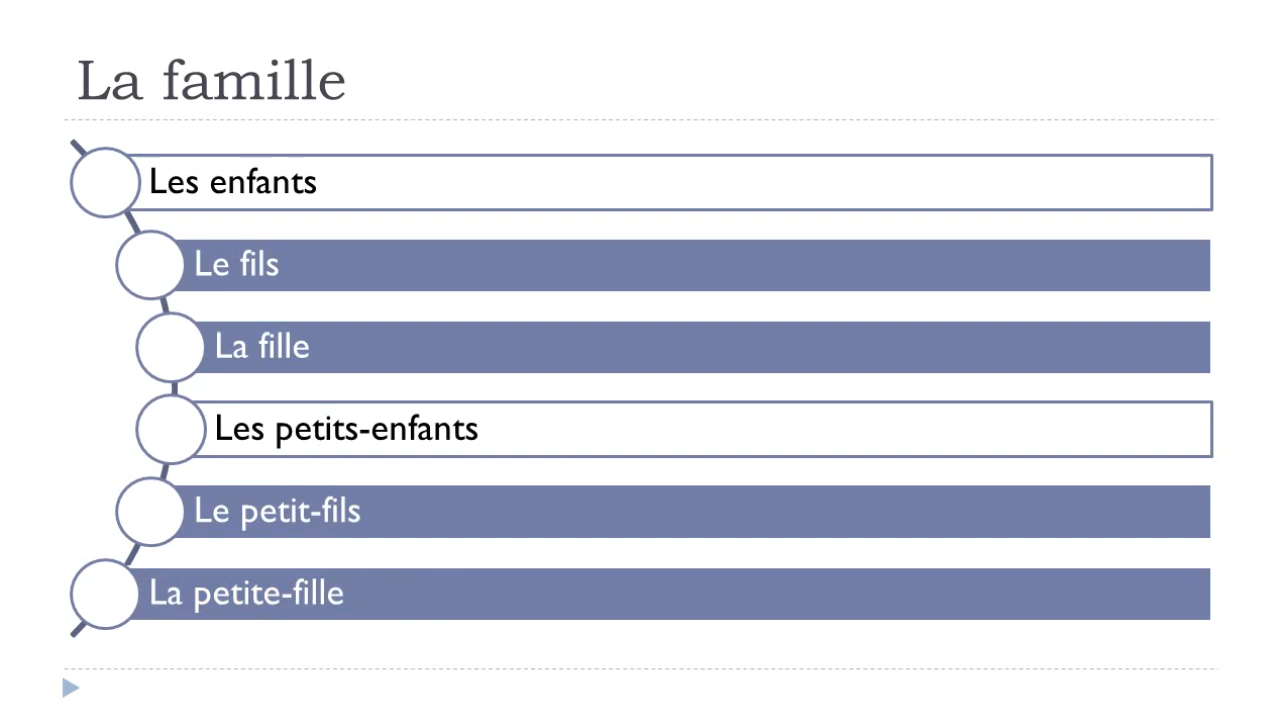 La famille
Les enfants
Le fils
La fille
Les petits-enfants
Le petit-fils
La petite-fille